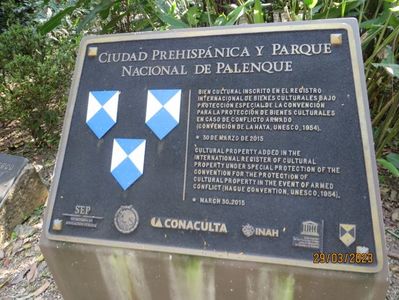 CIUDAD PREHISPÁNICA Y PARQUE
NACIONAL DE PALENQUE
BIEN CULTURAL INSCRITO EN EL REGISTRO
INTERNACIONAL DE BIENES CULTURALES BAJO
PROTECCIÓN ESPECIAL DE LA CONVENCIÓN
PARA LA PROTECCIÓN DE BIENES CULTURALES
EN CASO DE CONFLICTO ARMADO
(CONVENCIÓN DE LA HAYA, UNESCO, 1954).
30 DE MARZO DE 2015
CULTURAL PROPERTY ADDED IN THE
INTERNATIONAL REGISTER OF CULTURAL
PROPERTY UNDER SPECIAL PROTECTION OF THE
CONVENTION FOR THE PROTECTION OF
CULTURAL PROPERTY IN THE EVENT OF ARMED
CONFLICT (HAGUE CONVENTION, UNESCO, 1954).
MARCH 30, 2015
SEP
CONACULTA
INAH
29/03/2023